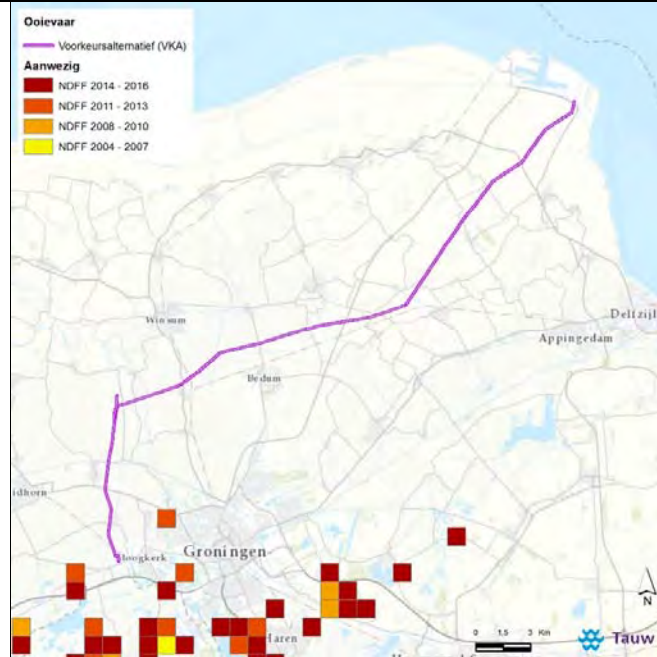 Ooievaar
Voorkeursalternatief (VKA)
Aanwezig
NDFF 2014 - 2016
NDFF 2011 - 2013
NDFF 2008 - 2010
NDFF 2004 - 2007
Winsum
Delfzijl
Appingedam
Bedum
idhorn
Hoogkerk
Groningen
Haren
N
0 1,5 3 Km
Tauw